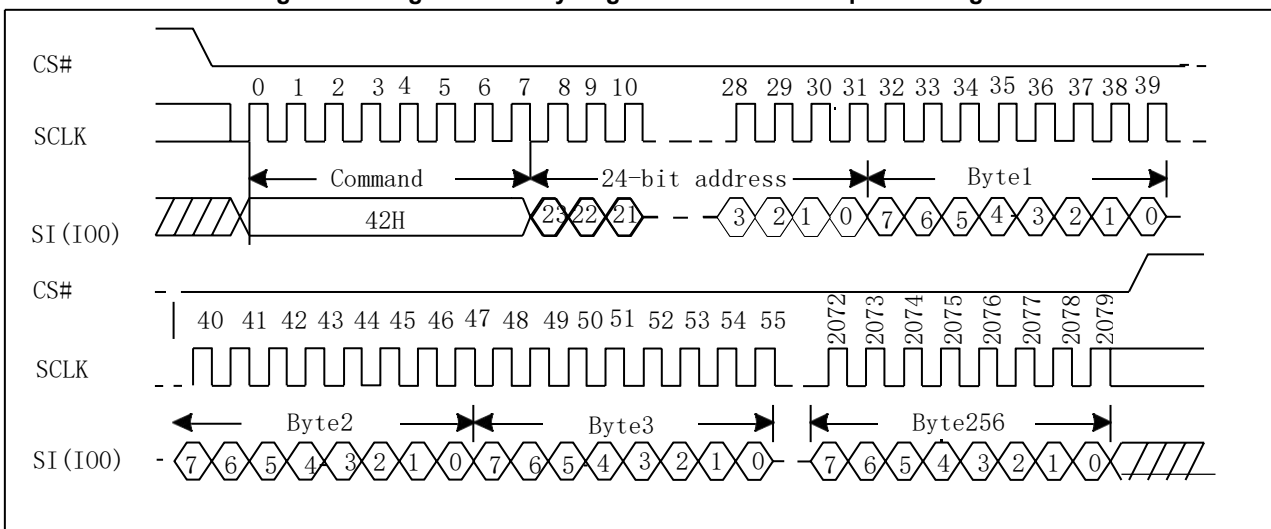 CS#
0 1 2 3 4 5 6 7 8 9 10 28 29 30 31 32 33 34 35 36 37 38 39
SCLK
Command 24-bit address Byte1
SI(IO0) 42H 23 22 21 3 2 1 0 7 6 5 4 3 2 1 0
CS#
40 41 42 43 44 45 46 47 48 49 50 51 52 53 54 55 2072 2073 2074 2075 2076 2077 2078 2079
SCLK
Byte2 Byte3 Byte256
SI(IO0) 7 6 5 4 3 2 1 0 7 6 5 4 3 2 1 0 7 6 5 4 3 2 1 0